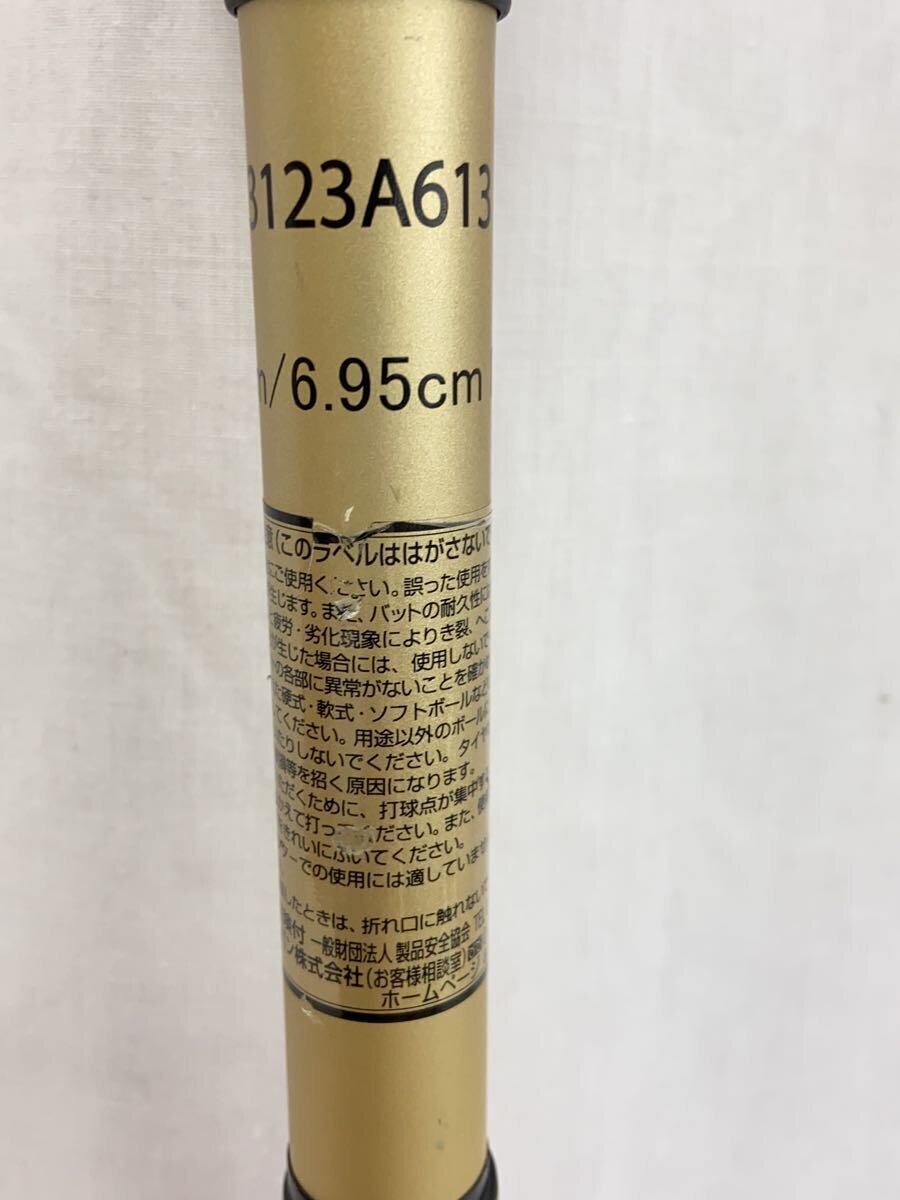 3123A613
m/6.95cm
意(このラベルははがさないで
にご使用ください。誤った使用を
生じます。また、バットの耐久性に
疲労・劣化現象によりき裂、へこ
が生じた場合には、使用しないで
の各部に異常がないことを確か
硬式・軟式・ソフトボールなど
てください。用途以外のボールに
たりしないでください。タイヤ
等を招く原因になります。
ただくために、打球点が集中
かえて打ってください。また、使
きれいにふいてください。
ターでの使用には適していませ
したときは、折れ口に触れない
付 一般財団法人 製品安全協会 TEL
株式会社(お客様相談室)
ホームページ